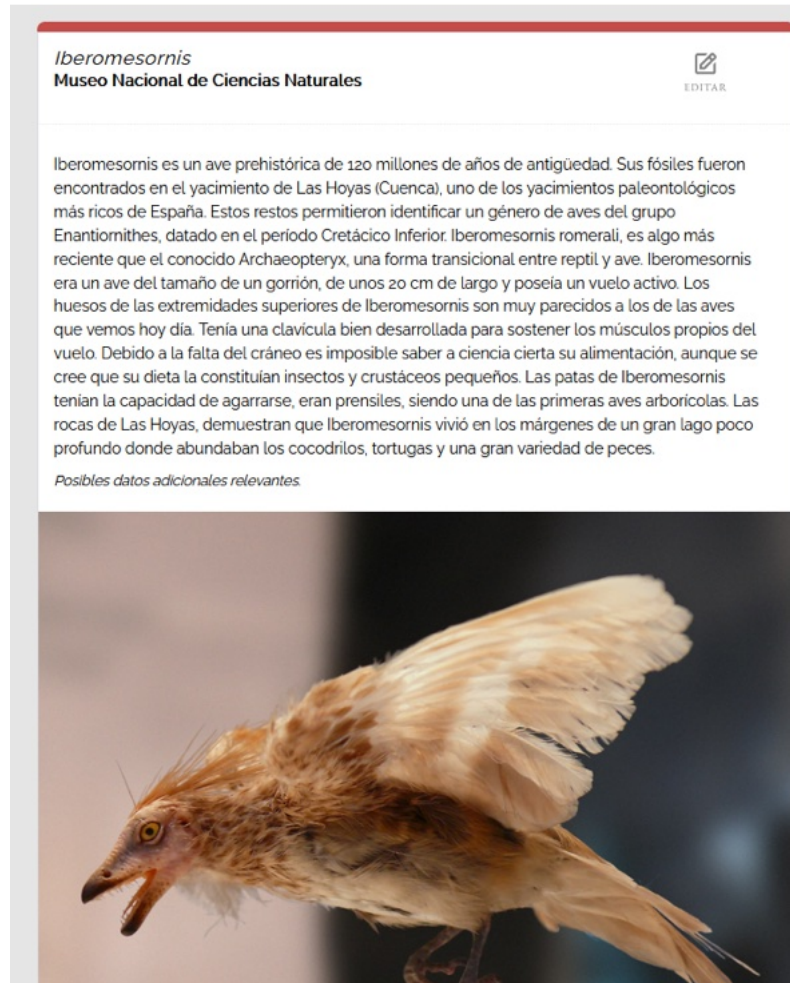 Iberomesornis
Museo Nacional de Ciencias Naturales
EDITAR
Iberomesornis es un ave prehistórica de 120 millones de años de antigüedad. Sus fósiles fueron
encontrados en el yacimiento de Las Hoyas (Cuenca), uno de los yacimientos paleontológicos
más ricos de España. Estos restos permitieron identificar un género de aves del grupo
Enantiornithes, datado en el período Cretácico Inferior. Iberomesornis romerali, es algo más
reciente que el conocido Archaeopteryx, una forma transicional entre reptil y ave. Iberomesornis
era un ave del tamaño de un gorrión, de unos 20 cm de largo y poseía un vuelo activo. Los
huesos de las extremidades superiores de Iberomesornis son muy parecidos a los de las aves
que vemos hoy día. Tenía una clavícula bien desarrollada para sostener los músculos propios del
vuelo. Debido a la falta del cráneo es imposible saber a ciencia cierta su alimentación, aunque se
cree que su dieta la constituían insectos y crustáceos pequeños. Las patas de Iberomesornis
tenían la capacidad de agarrarse, eran prensiles, siendo una de las primeras aves arborícolas. Las
rocas de Las Hoyas, demuestran que Iberomesornis vivió en los márgenes de un gran lago poco
profundo donde abundaban los cocodrilos, tortugas y una gran variedad de peces.
Posibles datos adicionales relevantes.